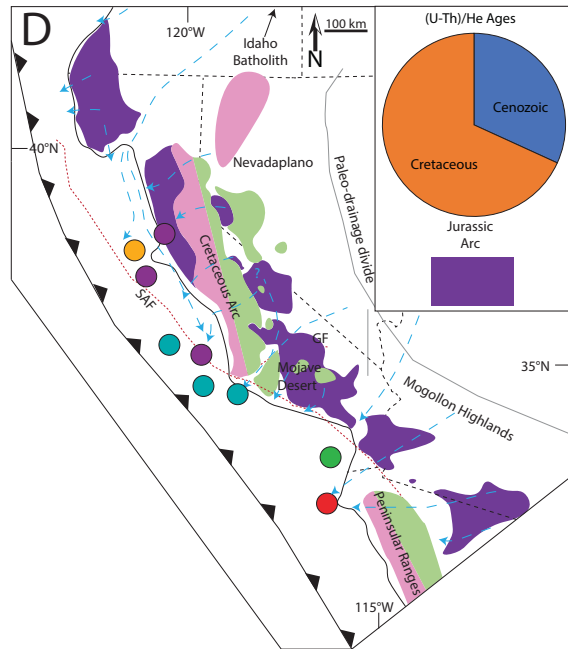 D
120°W
Idaho
Batholith
N
100 km
(U-Th)/He Ages
Cenozoic
Cretaceous
Jurassic
Arc
40°N
Nevadaplano
Paleo-drainage divide
Cretaceous Arc
?
SAF
GF
Mojave
Desert
35°N
Mogollon Highlands
Peninsular Ranges
115°W